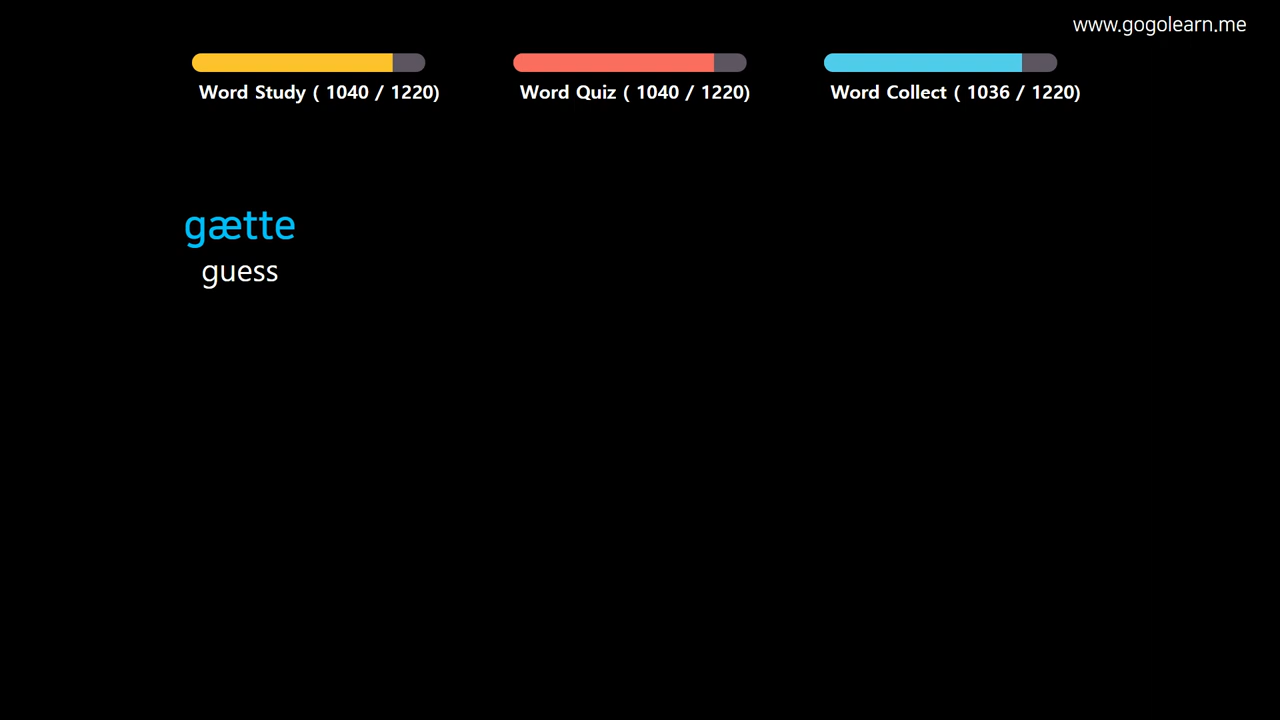 www.gogolearn.me
Word Study ( 1040 / 1220)
Word Quiz ( 1040 / 1220)
Word Collect ( 1036 / 1220)
gætte
guess